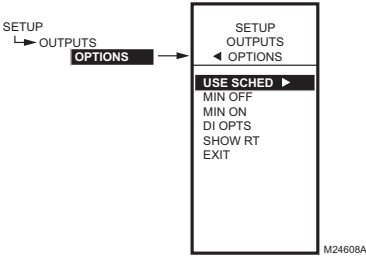 SETUP
OUTPUTS
OPTIONS
SETUP
OUTPUTS
OPTIONS
USE SCHED
MIN OFF
MIN ON
DI OPTS
SHOW RT
EXIT
M24608A